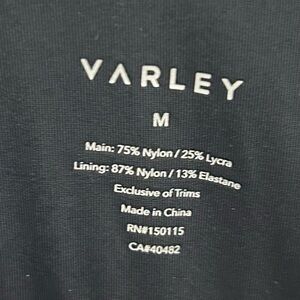 VARLEY
M
Main: 75% Nylon / 25% Lycra
Lining: 87% Nylon / 13% Elastane
Exclusive of Trims
Made in China
RN#150115
CA#40482